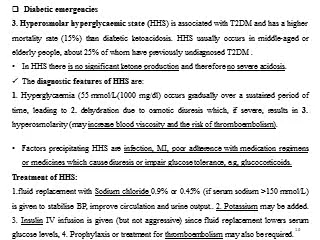 ❑ Diabetic emergencies
3. Hyperosmolar hyperglycaemic state (HHS) is associated with T2DM and has a higher
mortality rate (15%) than diabetic ketoacidosis. HHS usually occurs in middle-aged or
elderly people, about 25% of whom have previously undiagnosed T2DM .
• In HHS there is no significant ketone production and therefore no severe acidosis.
✓ The diagnostic features of HHS are:
1. Hyperglycaemia (55 mmol/L(1000 mg/dl) occurs gradually over a sustained period of
time, leading to 2. dehydration due to osmotic diuresis which, if severe, results in 3.
hyperosmolarity (may increase blood viscosity and the risk of thromboembolism).
• Factors precipitating HHS are infection, MI, poor adherence with medication regimens
or medicines which cause diuresis or impair glucose tolerance, eg, glucocorticoids.
Treatment of HHS:
1.fluid replacement with Sodium chloride 0.9% or 0.45% (if serum sodium >150 mmol/L)
is given to stabilise BP, improve circulation and urine output.. 2. Potassium may be added.
3. Insulin IV infusion is given (but not aggressive) since fluid replacement lowers serum
glucose levels, 4. Prophylaxis or treatment for thromboembolism may also be required.